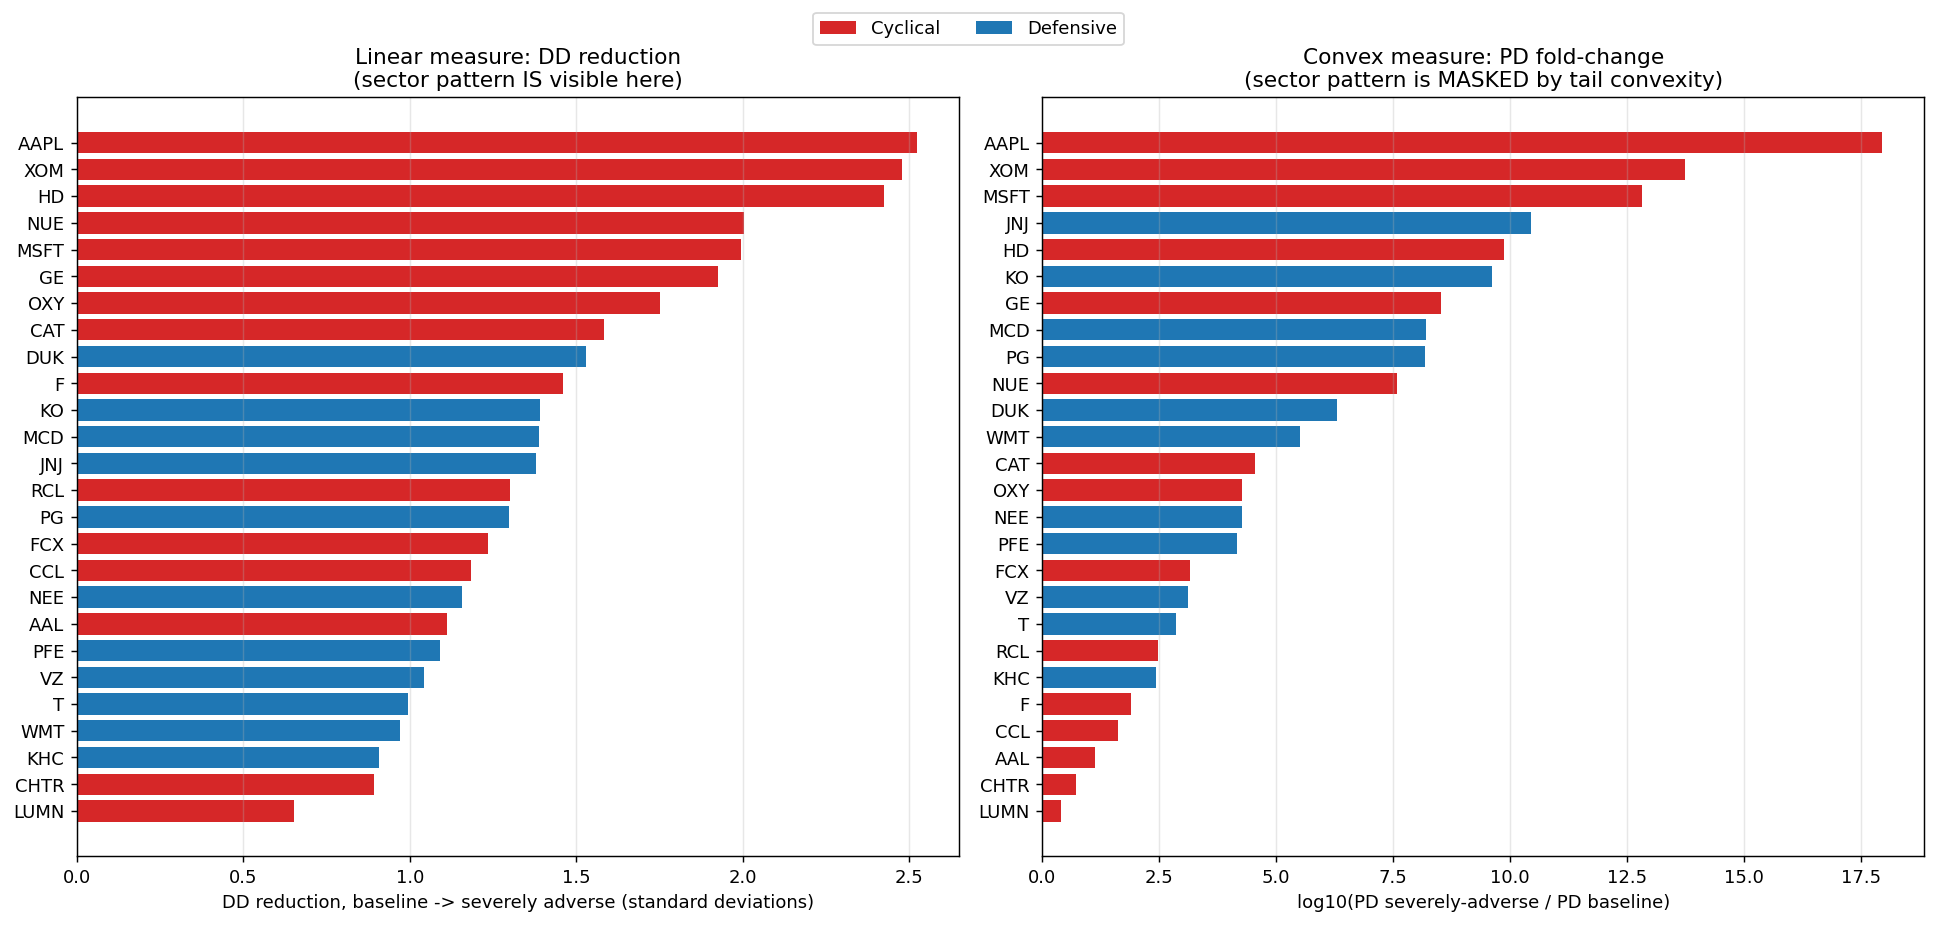 Cyclical
Defensive
Linear measure: DD reduction
(sector pattern IS visible here)
AAPL
XOM
HD
NUE
MSFT
GE
OXY
CAT
DUK
F
KO
MCD
JNJ
RCL
PG
FCX
CCL
NEE
AAL
PFE
VZ
T
WMT
KHC
CHTR
LUMN
0.0
0.5
1.0
1.5
2.0
2.5
DD reduction, baseline -> severely adverse (standard deviations)
Convex measure: PD fold-change
(sector pattern is MASKED by tail convexity)
AAPL
XOM
MSFT
JNJ
HD
KO
GE
MCD
PG
NUE
DUK
WMT
CAT
OXY
NEE
PFE
FCX
VZ
T
RCL
KHC
F
CCL
AAL
CHTR
LUMN
0.0
2.5
5.0
7.5
10.0
12.5
15.0
17.5
log10(PD severely-adverse / PD baseline)